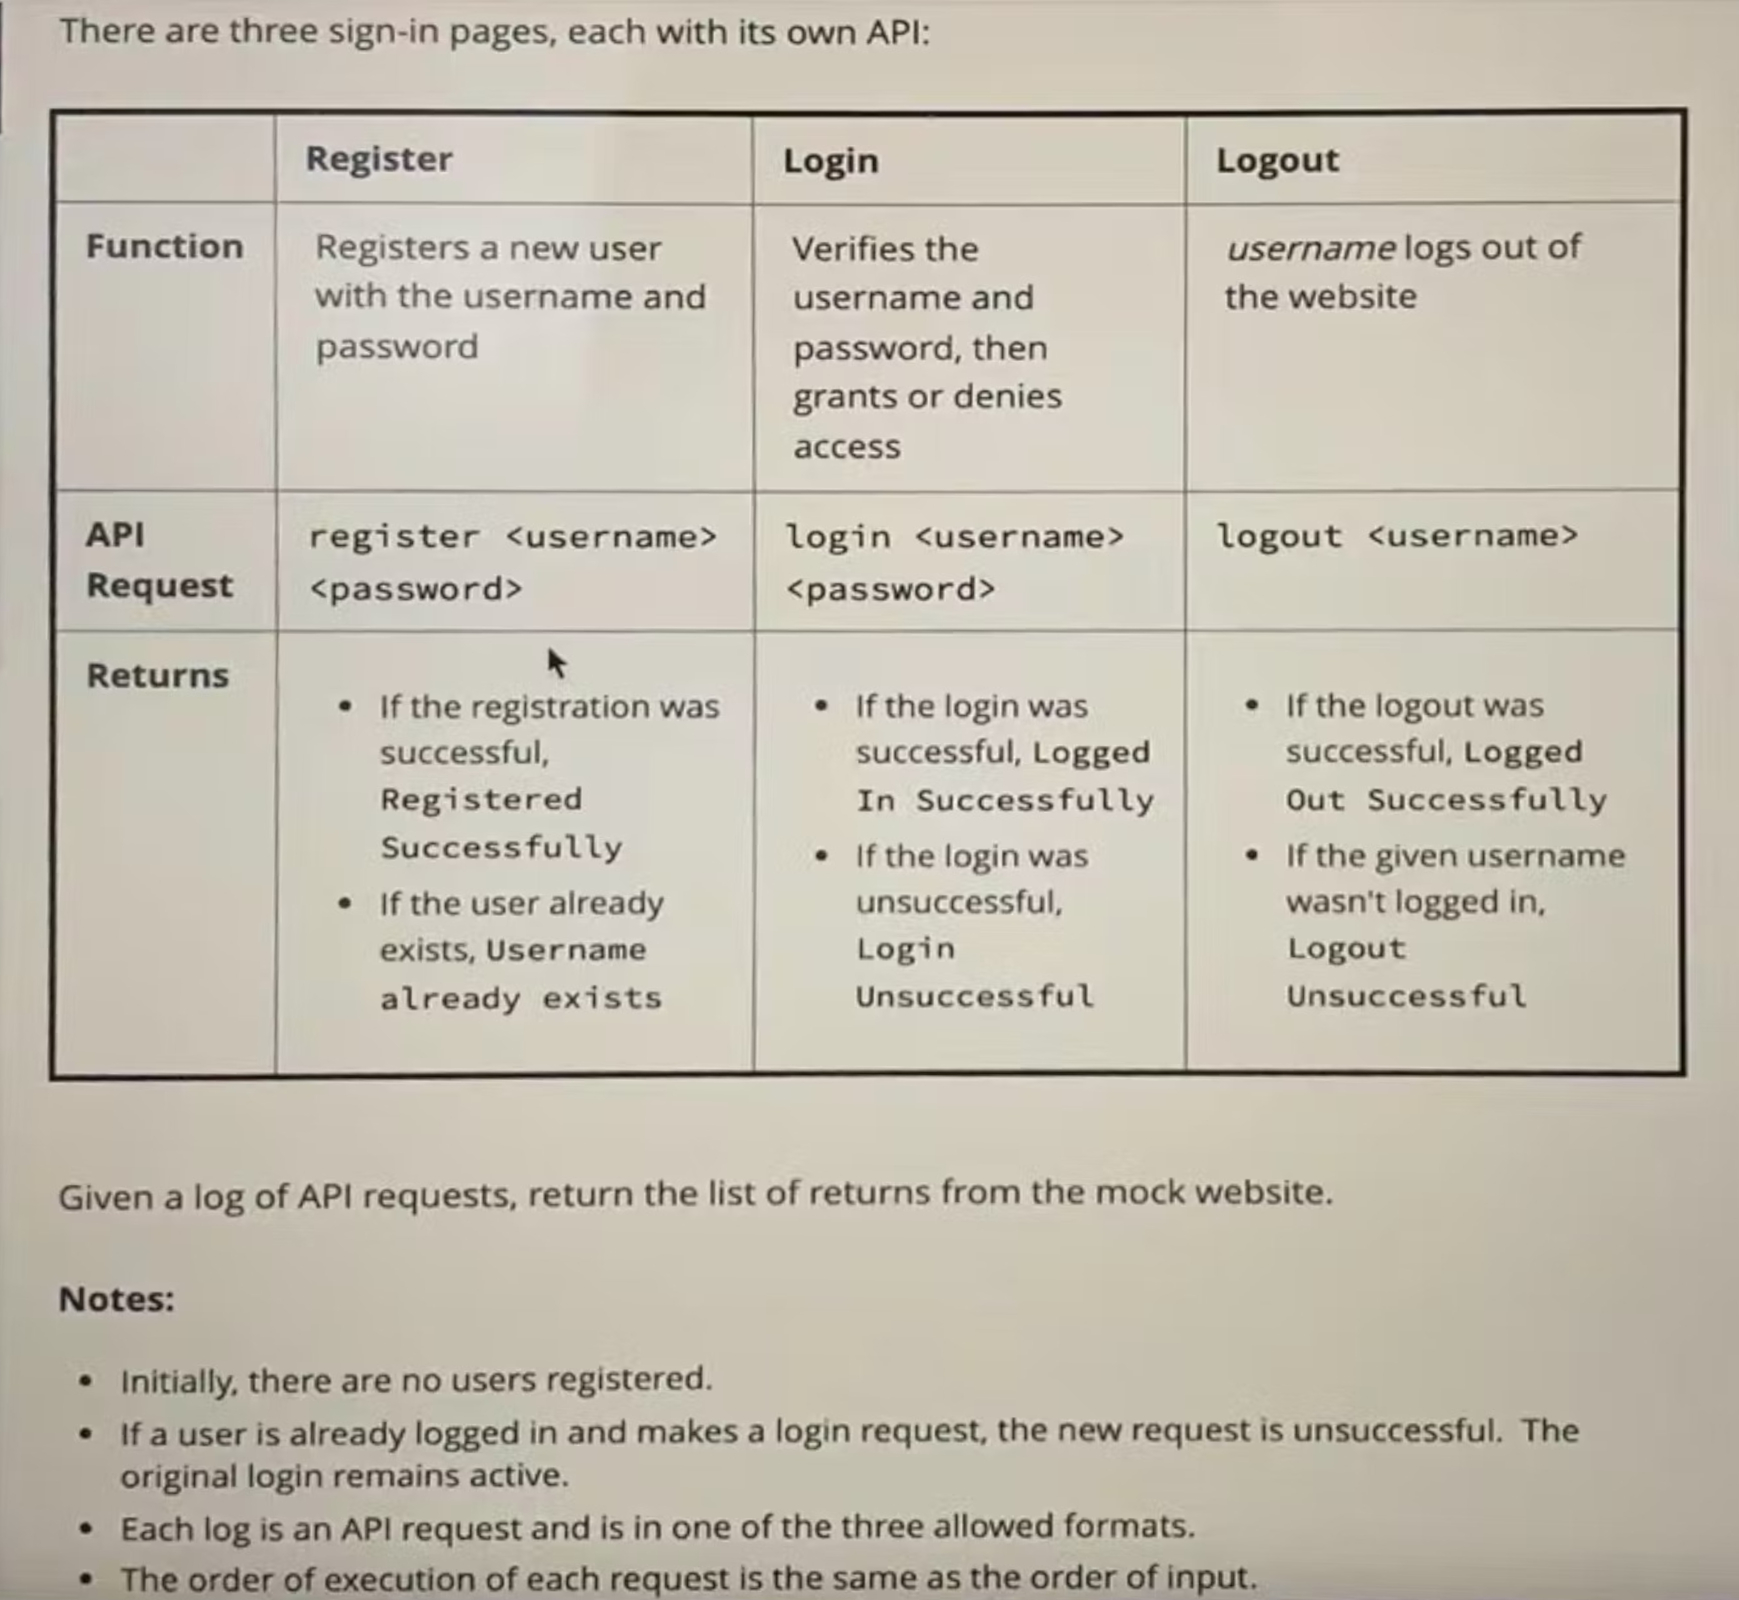 There are three sign-in pages, each with its own API:
Register
Login
Logout
Function
Registers a new user
with the username and
password
Verifies the
username and
password, then
grants or denies
access
username logs out of
the website
API
Request
register <username>
<password>
login <username>
<password>
logout <username>
Returns
• If the registration was
successful,
Registered
Successfully
• If the user already
exists, Username
already exists
• If the login was
successful, Logged
In Successfully
• If the login was
unsuccessful,
Login
Unsuccessful
• If the logout was
successful, Logged
Out Successfully
• If the given username
wasn't logged in,
Logout
Unsuccessful
Given a log of API requests, return the list of returns from the mock website.
Notes:
• Initially, there are no users registered.
• If a user is already logged in and makes a login request, the new request is unsuccessful. The
original login remains active.
• Each log is an API request and is in one of the three allowed formats.
• The order of execution of each request is the same as the order of input.